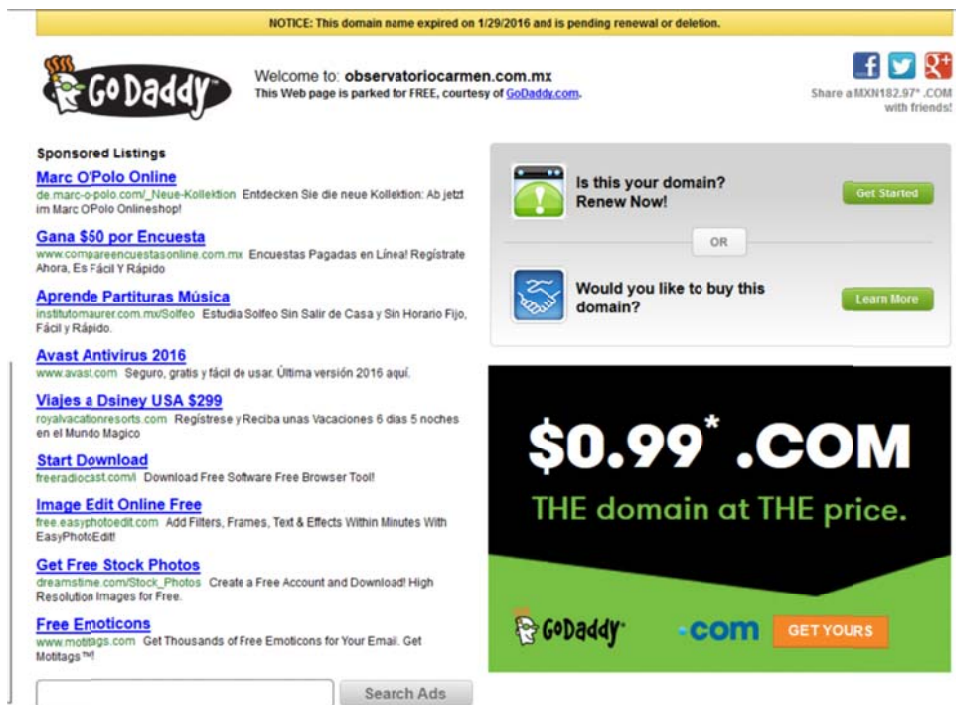 NOTICE: This domain name expired on 1/29/2016 and is pending renewal or deletion.
GoDaddy™
Welcome to: observatoriocarmen.com.mx
This Web page is parked for FREE, courtesy of GoDaddy.com.
Share a MXN182.97* .COM
with friends!
Sponsored Listings
Marc O'Polo Online
de.marc-o-polo.com/_Neue-Kollektion Entdecken Sie die neue Kollektion: Ab jetzt
im Marc OPolo Onlineshop!
Gana $50 por Encuesta
www.compareencuestasonline.com.mx Encuestas Pagadas en Línea! Regístrate
Ahora, Es Fácil Y Rápido
Aprende Partituras Música
institutomaurer.com.mx/Solfeo Estudia Solfeo Sin Salir de Casa y Sin Horario Fijo,
Fácil y Rápido.
Avast Antivirus 2016
www.avast.com Seguro, gratis y fácil de usar. Última versión 2016 aquí.
Viajes a Dsiney USA $299
royalvacationresorts.com Regístrese y Reciba unas Vacaciones 6 dias 5 noches
en el Mundo Magico
Start Download
freeradiocast.com/i Download Free Software Free Browser Tool!
Image Edit Online Free
free.easyphotoedit.com Add Filters, Frames, Text & Effects Within Minutes With
EasyPhotoEdit!
Get Free Stock Photos
dreamstime.com/Stock_Photos Create a Free Account and Download! High
Resolution Images for Free.
Free Emoticons
www.motitags.com Get Thousands of Free Emoticons for Your Email. Get
Motitags™!
Search Ads
Is this your domain?
Renew Now!
Get Started
OR
Would you like to buy this
domain?
Learn More
$0.99* .COM
THE domain at THE price.
GoDaddy™
com
GET YOURS